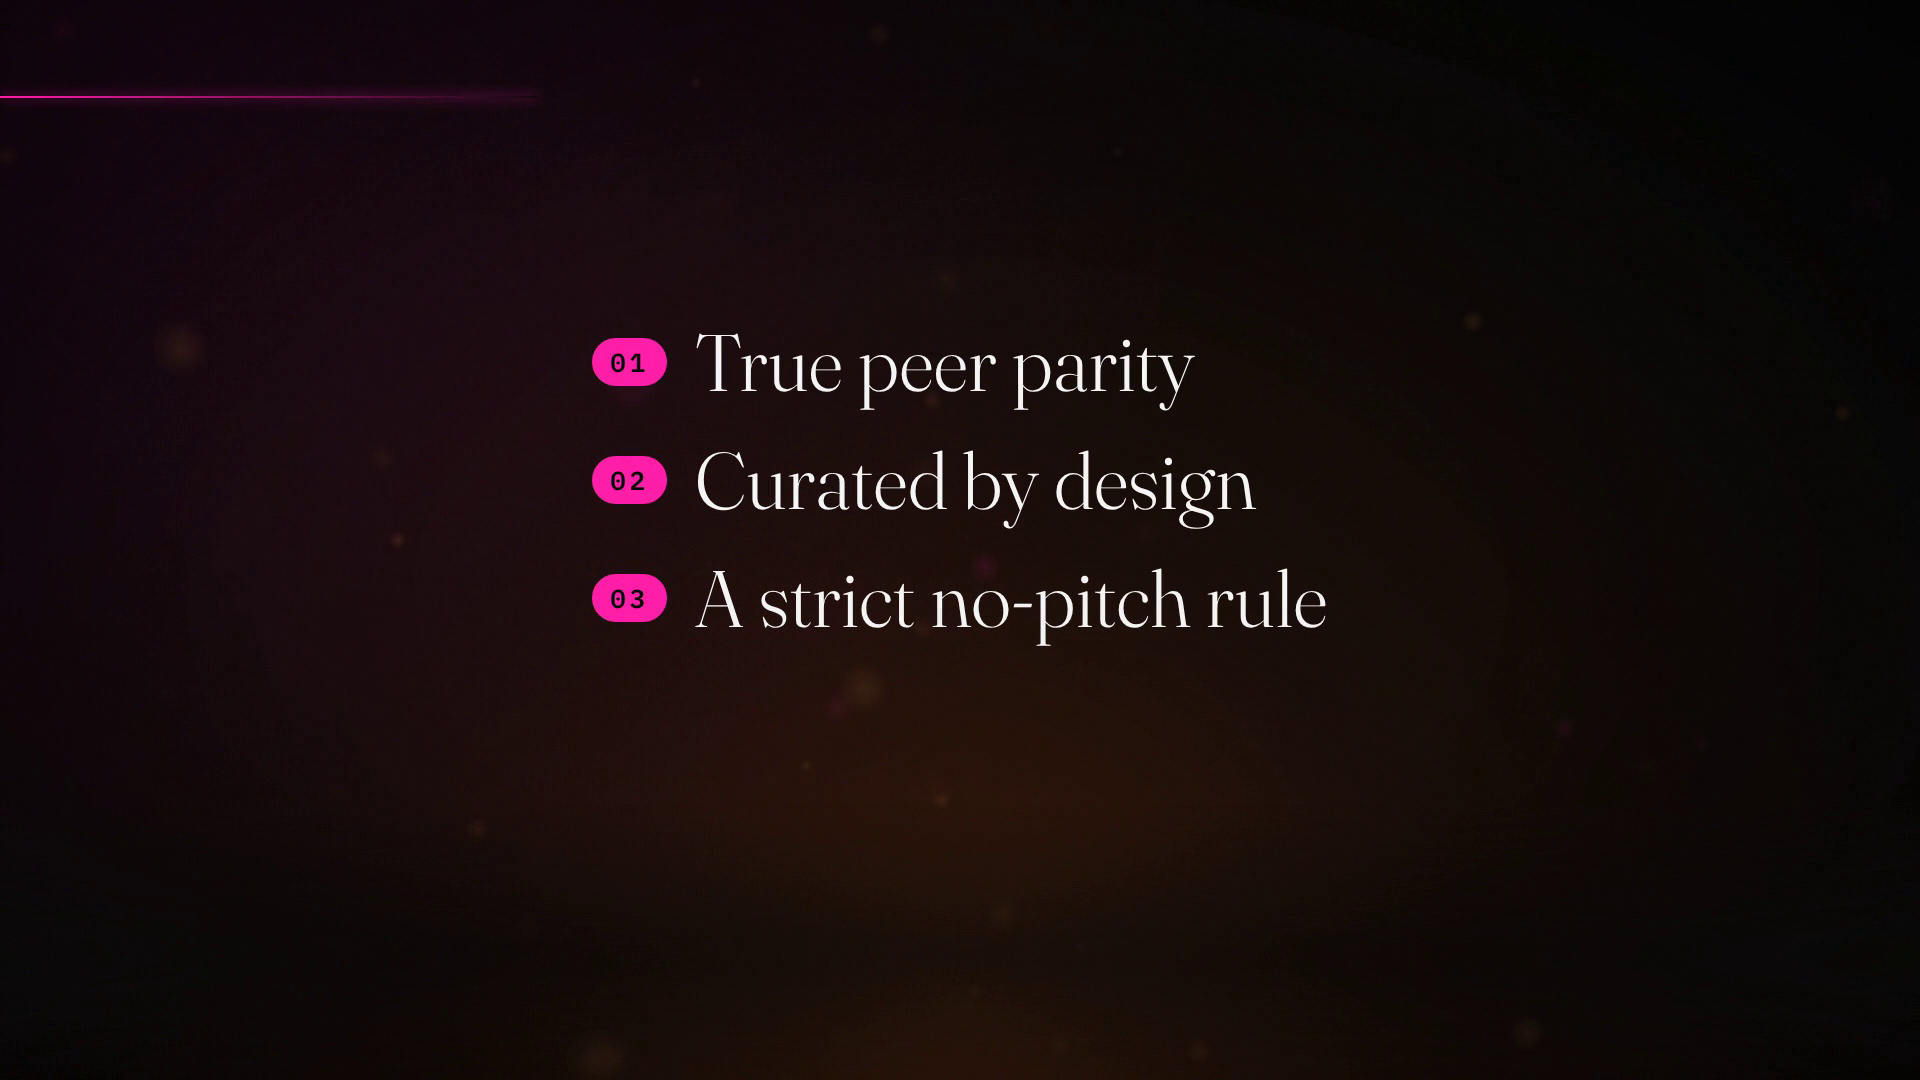 01 True peer parity
02 Curated by design
03 A strict no-pitch rule